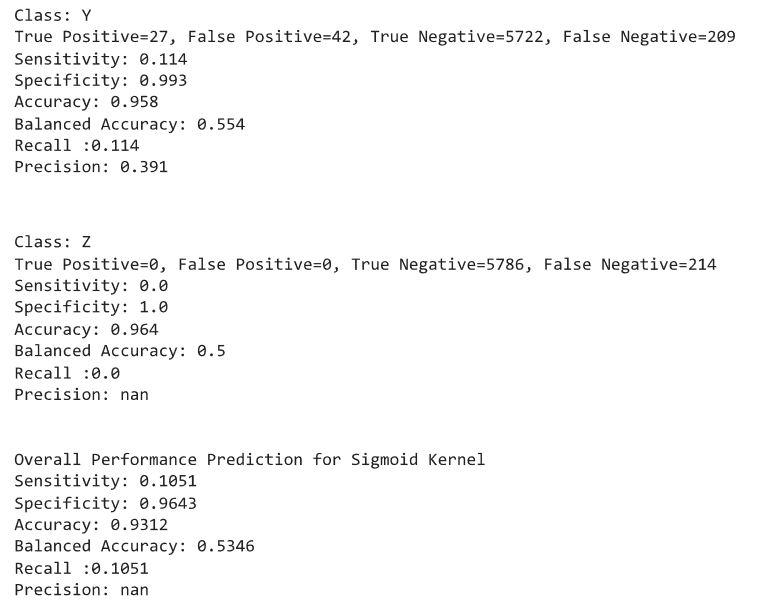 Class: Y
True Positive=27, False Positive=42, True Negative=5722, False Negative=209
Sensitivity: 0.114
Specificity: 0.993
Accuracy: 0.958
Balanced Accuracy: 0.554
Recall :0.114
Precision: 0.391
Class: Z
True Positive=0, False Positive=0, True Negative=5786, False Negative=214
Sensitivity: 0.0
Specificity: 1.0
Accuracy: 0.964
Balanced Accuracy: 0.5
Recall :0.0
Precision: nan
Overall Performance Prediction for Sigmoid Kernel
Sensitivity: 0.1051
Specificity: 0.9643
Accuracy: 0.9312
Balanced Accuracy: 0.5346
Recall :0.1051
Precision: nan